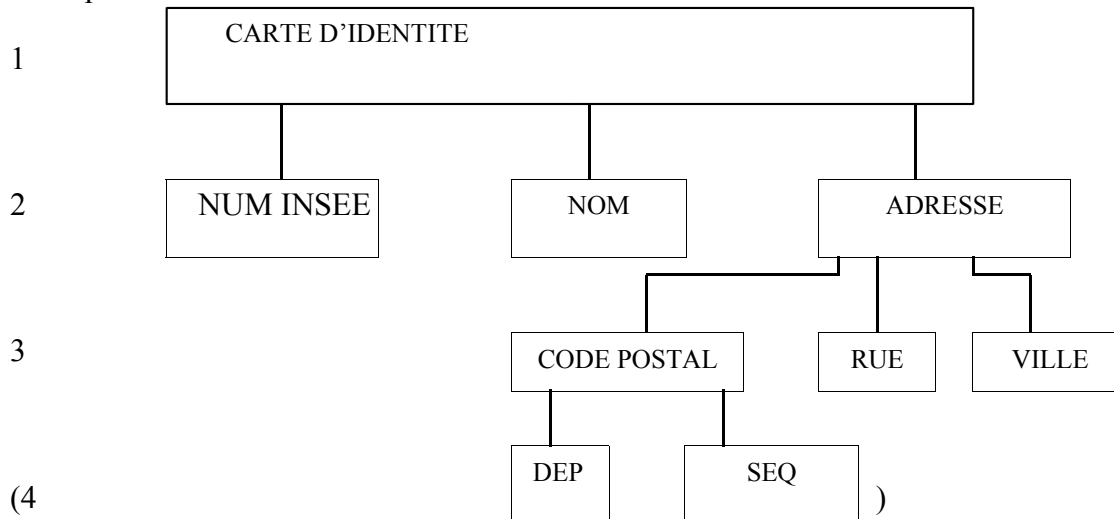 CARTE D’IDENTITE
1
2 NUM INSEE NOM ADRESSE
3 CODE POSTAL RUE VILLE
DEP SEQ
(4 )